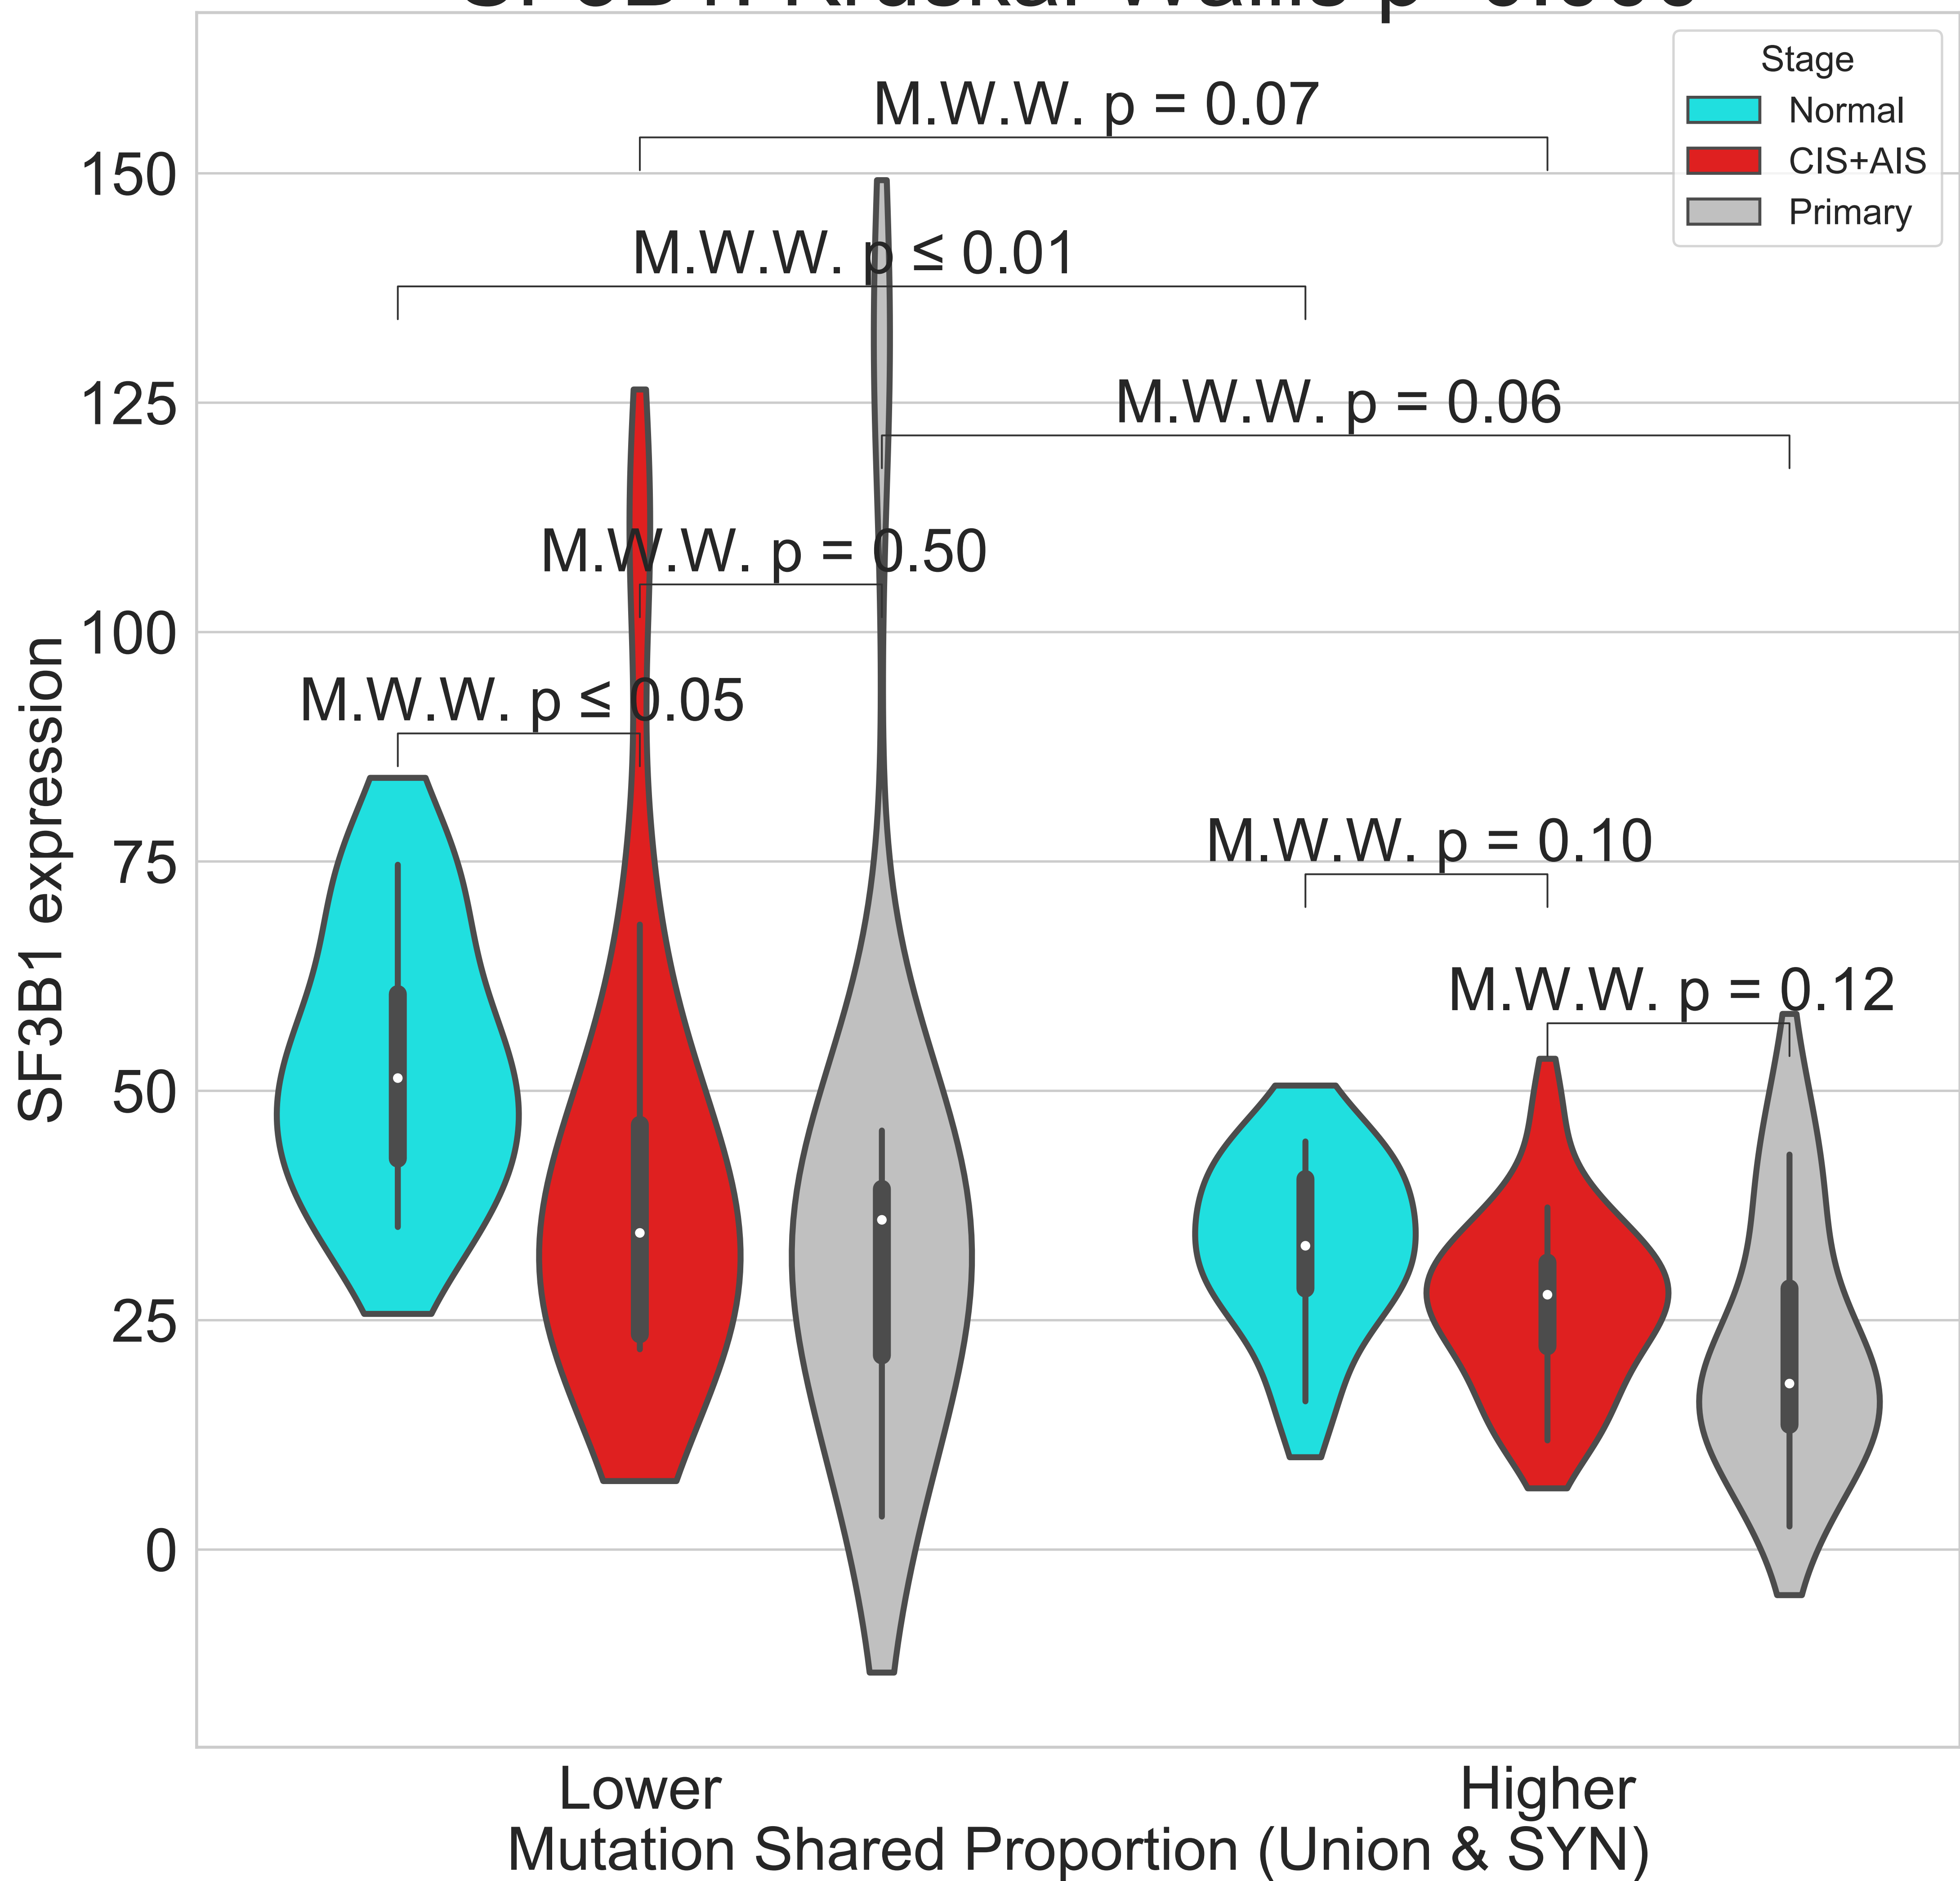 Stage
Normal
CIS+AIS
Primary
M.W.W. p = 0.07
M.W.W. p ≤ 0.01
M.W.W. p = 0.06
M.W.W. p = 0.50
M.W.W. p ≤ 0.05
M.W.W. p = 0.10
M.W.W. p = 0.12
150
125
100
75
50
25
0
SF3B1 expression
Lower
Higher
Mutation Shared Proportion (Union & SYN)